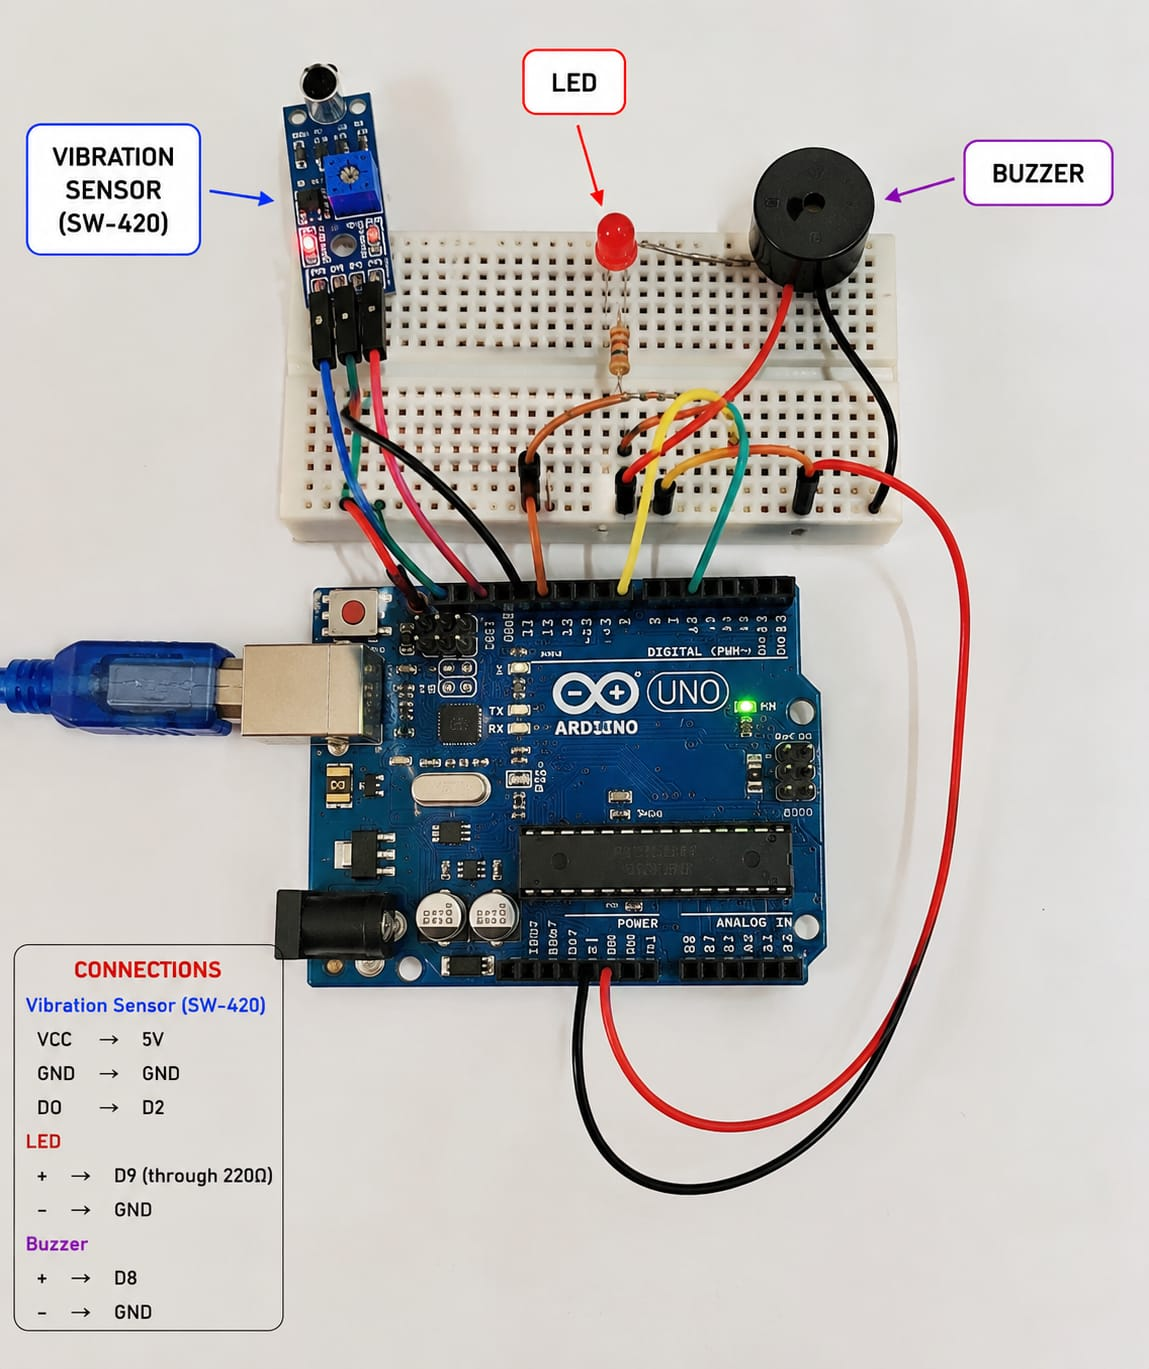 LED
VIBRATION
SENSOR
(SW-420)
BUZZER
DIGITAL (PWM~)
UNO
TX
RX
ARDUINO
POWER
ANALOG IN
CONNECTIONS
Vibration Sensor (SW-420)
VCC → 5V
GND → GND
DO → D2
LED
+ → D9 (through 220Ω)
- → GND
Buzzer
+ → D8
- → GND